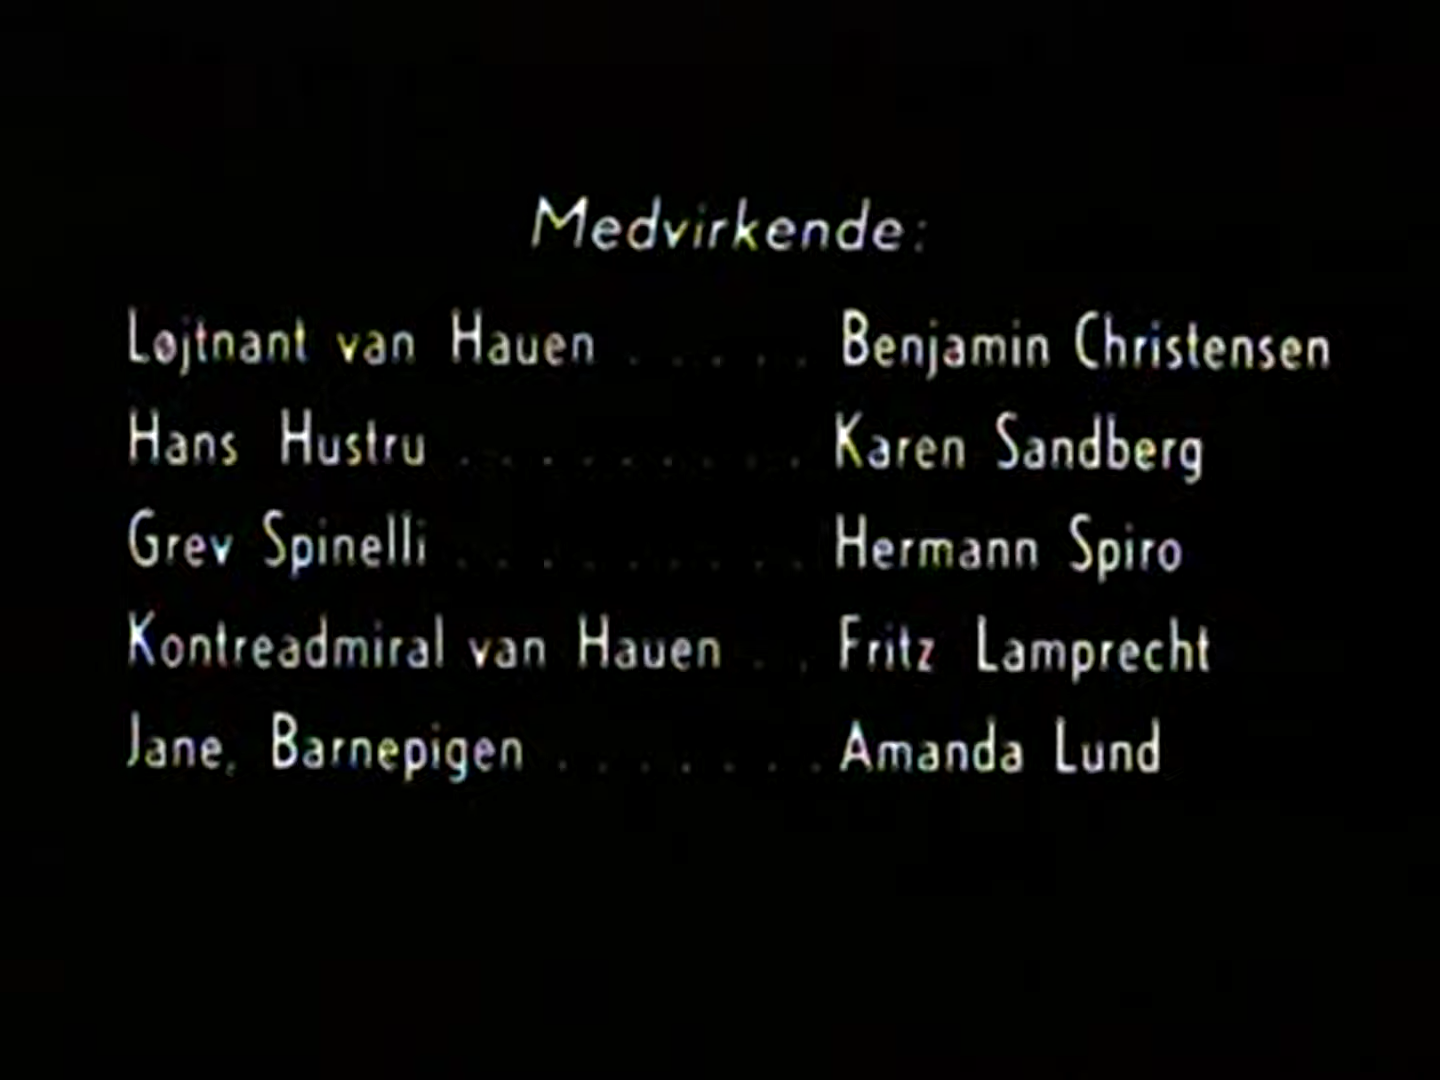 Medvirkende:
Løjtnant van Hauen . . . . . Benjamin Christensen
Hans Hustru . . . . . . . . . Karen Sandberg
Grev Spinelli . . . . . . . . . Hermann Spiro
Kontreadmiral van Hauen . . Fritz Lamprecht
Jane, Barnepigen . . . . . . . Amanda Lund